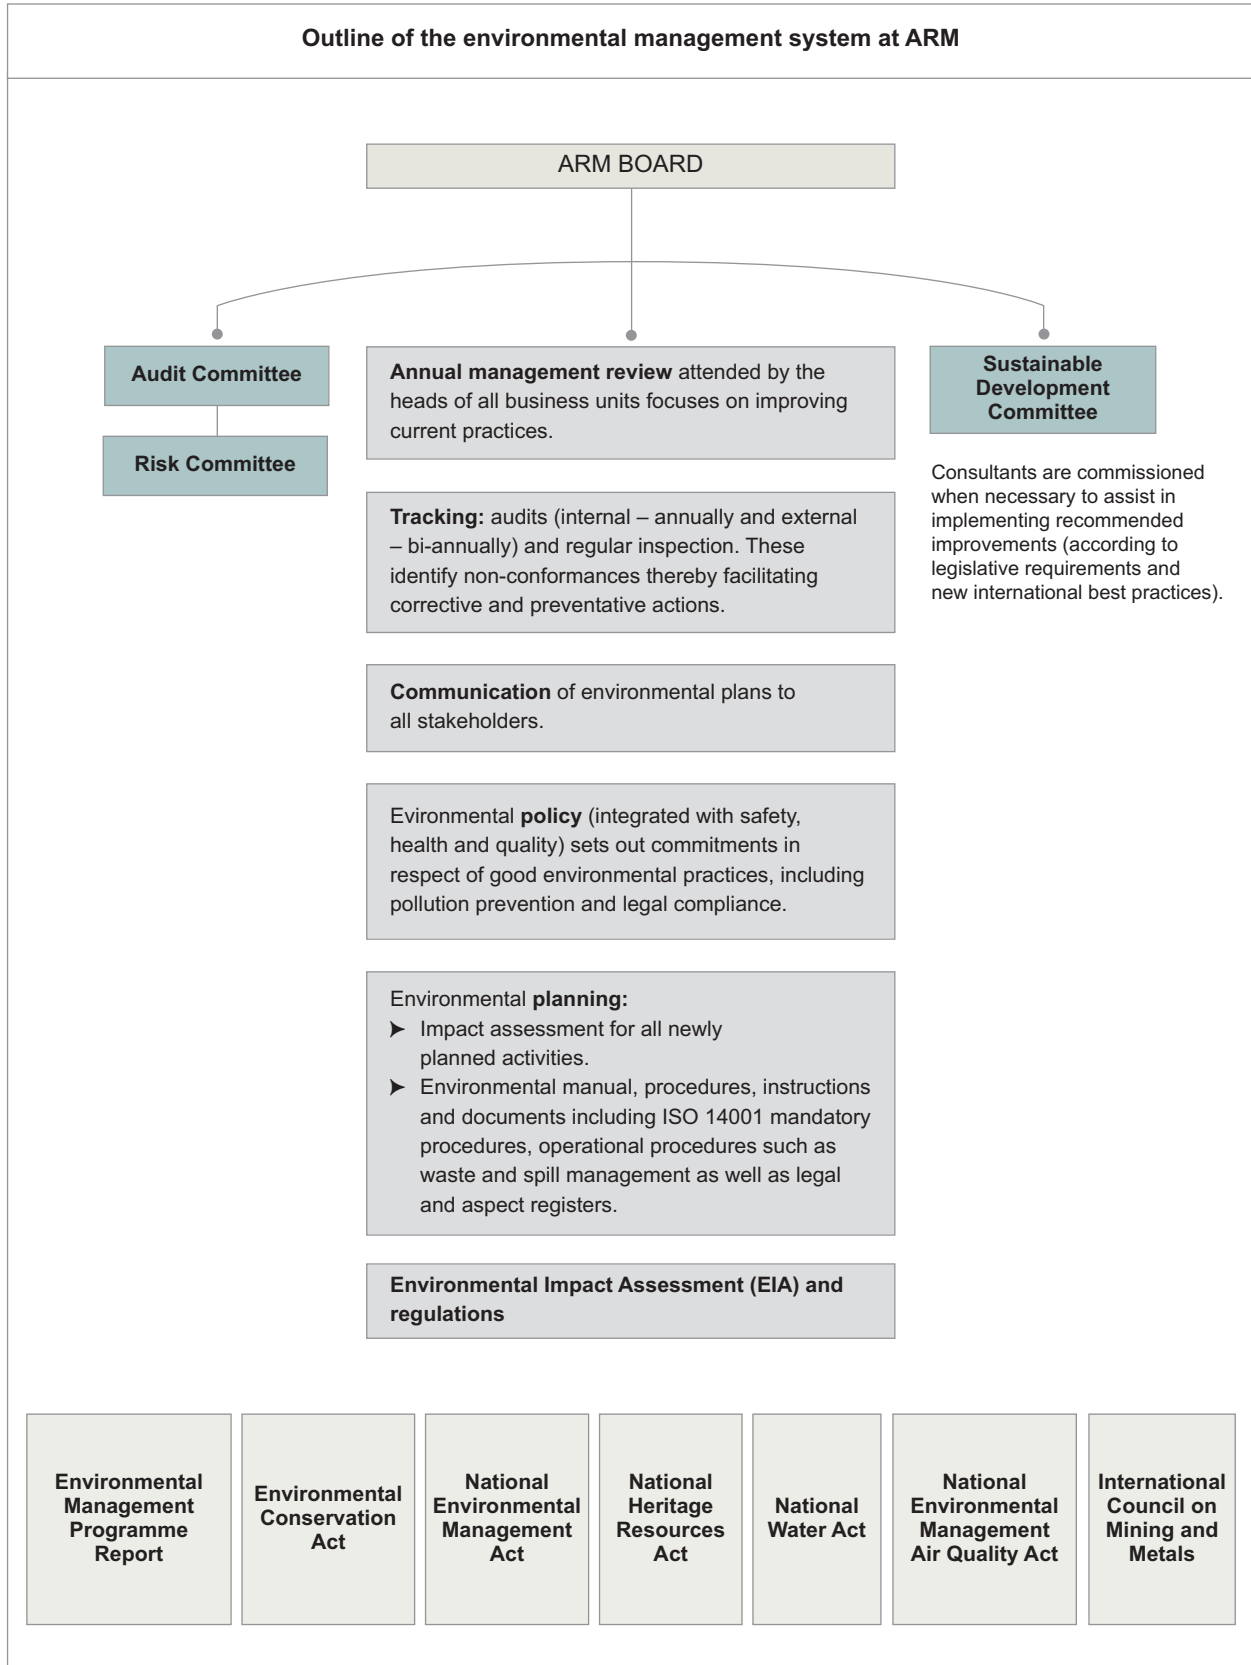 Outline of the environmental management system at ARM
ARM BOARD
Audit Committee
Risk Committee
Annual management review attended by the
heads of all business units focuses on improving
current practices.
Sustainable
Development
Committee
Consultants are commissioned
when necessary to assist in
implementing recommended
improvements (according to
legislative requirements and
new international best practices).
Tracking: audits (internal – annually and external
– bi-annually) and regular inspection. These
identify non-conformances thereby facilitating
corrective and preventative actions.
Communication of environmental plans to
all stakeholders.
Evironmental policy (integrated with safety,
health and quality) sets out commitments in
respect of good environmental practices, including
pollution prevention and legal compliance.
Environmental planning:
➤ Impact assessment for all newly
planned activities.
➤ Environmental manual, procedures, instructions
and documents including ISO 14001 mandatory
procedures, operational procedures such as
waste and spill management as well as legal
and aspect registers.
Environmental Impact Assessment (EIA) and
regulations
Environmental
Management
Programme
Report
Environmental
Conservation
Act
National
Environmental
Management
Act
National
Heritage
Resources
Act
National
Water Act
National
Environmental
Management
Air Quality Act
International
Council on
Mining and
Metals